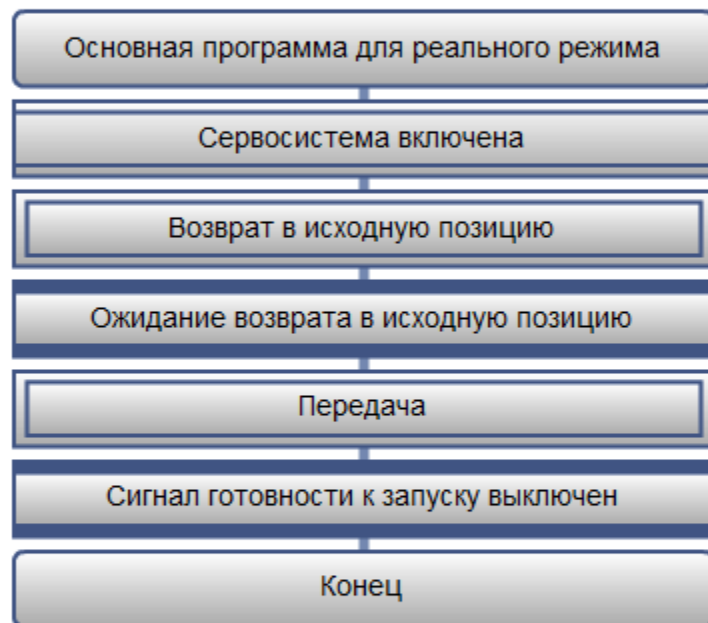 Основная программа для реального режима
Сервосистема включена
Возврат в исходную позицию
Ожидание возврата в исходную позицию
Передача
Сигнал готовности к запуску выключен
Конец